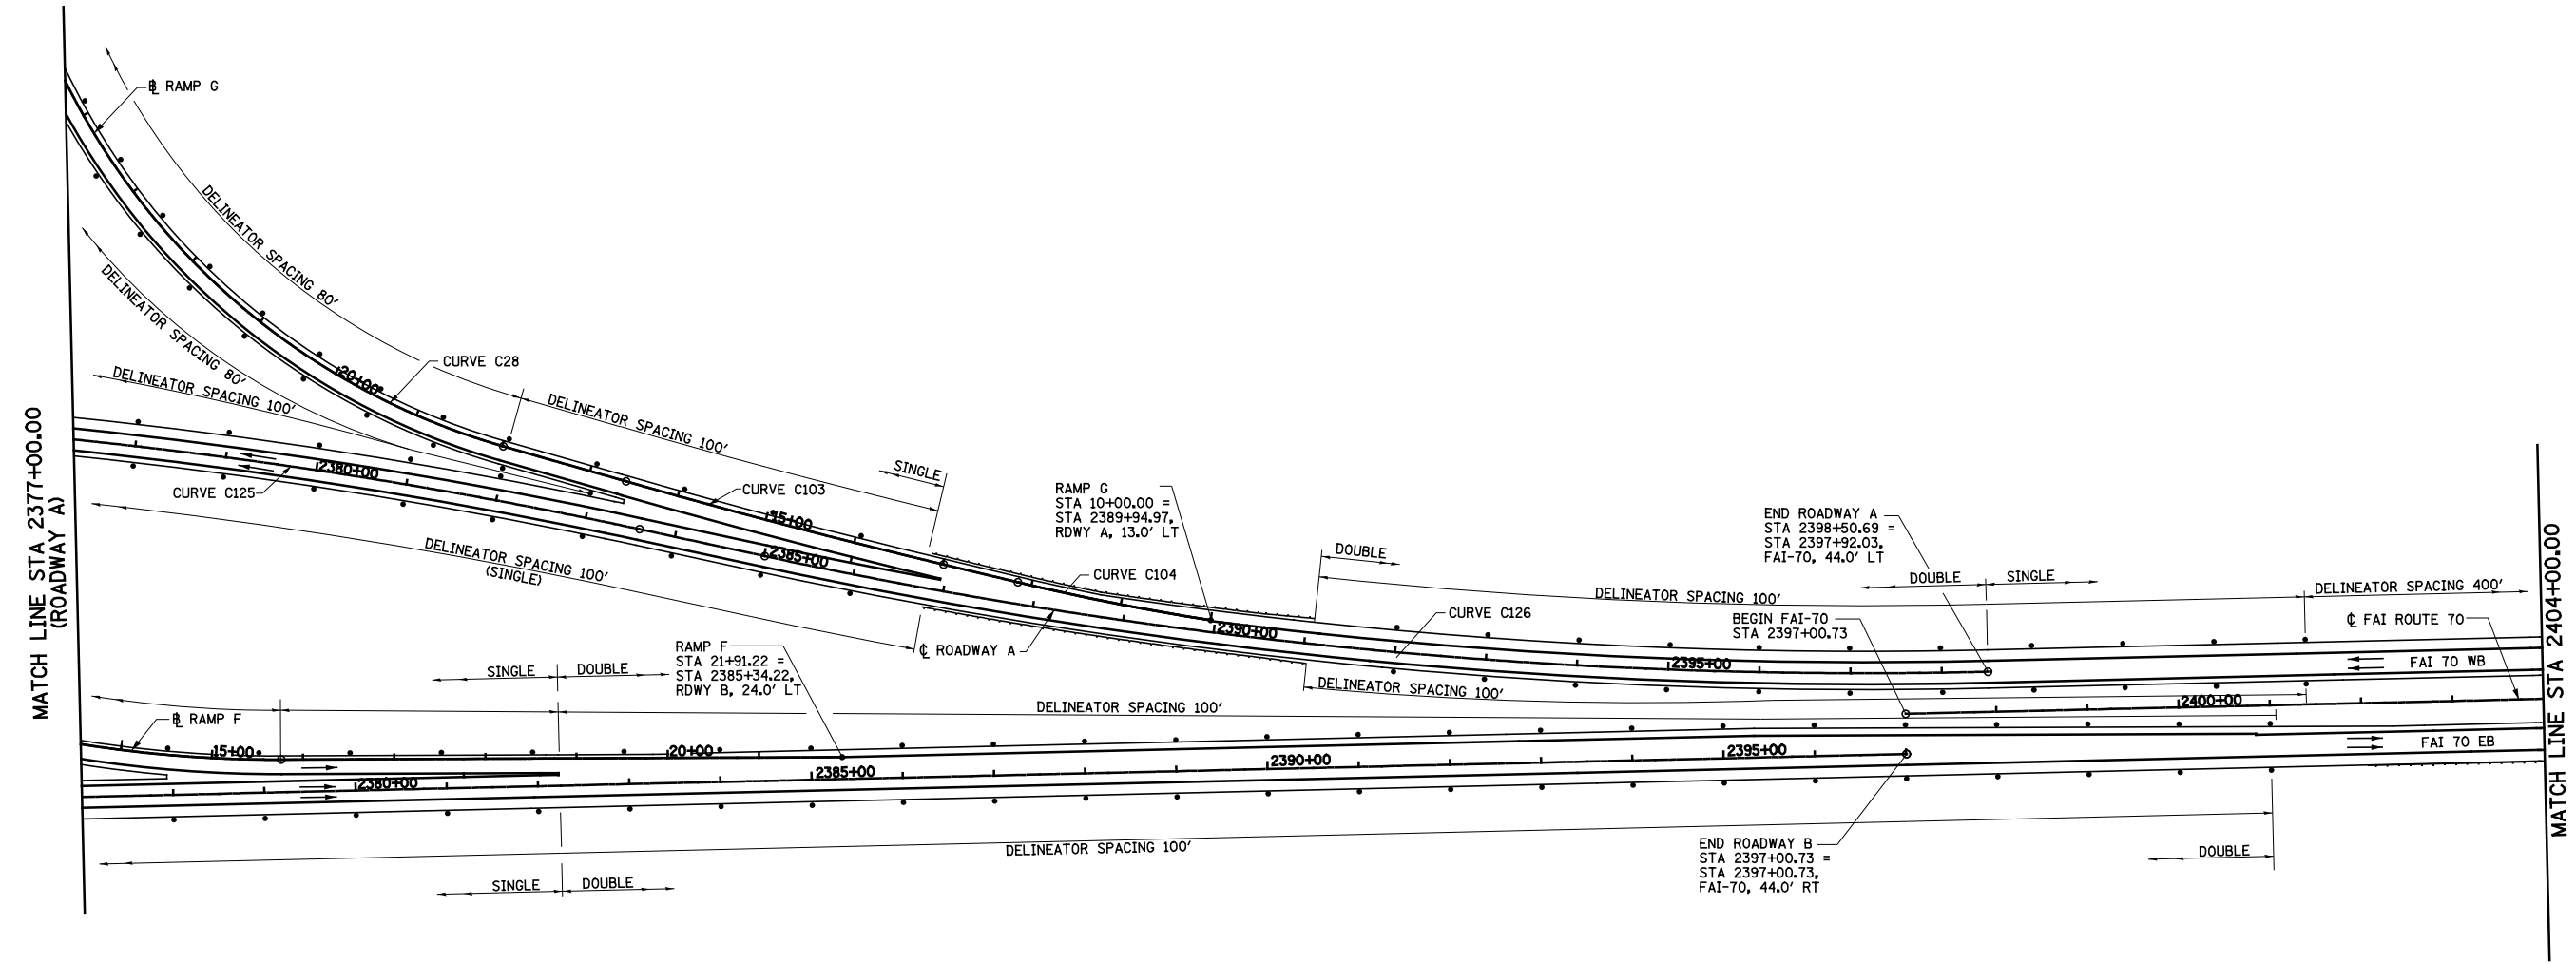 ℄ RAMP G
DELINEATOR SPACING 80'
DELINEATOR SPACING 80'
DELINEATOR SPACING 100'
20+00
CURVE C28
DELINEATOR SPACING 100'
SINGLE
MATCH LINE STA 2377+00.00
(ROADWAY A)
2380+00
CURVE C125
CURVE C103
15+00
2385+00
DELINEATOR SPACING 100'
(SINGLE)
RAMP G
STA 10+00.00 =
STA 2389+94.97,
RDWY A, 13.0' LT
CURVE C104
2390+00
℄ ROADWAY A
DOUBLE
DELINEATOR SPACING 100'
CURVE C126
END ROADWAY A
STA 2398+50.69 =
STA 2397+92.03,
FAI-70, 44.0' LT
DOUBLE
SINGLE
DELINEATOR SPACING 400'
BEGIN FAI-70
STA 2397+00.73
℄ FAI ROUTE 70
2395+00
FAI 70 WB
DELINEATOR SPACING 100'
2400+00
MATCH LINE STA 2404+00.00
RAMP F
STA 21+91.22 =
STA 2385+34.22,
RDWY B, 24.0' LT
SINGLE
DOUBLE
DELINEATOR SPACING 100'
℄ RAMP F
15+00
20+00
2380+00
2385+00
2390+00
2395+00
FAI 70 EB
DELINEATOR SPACING 100'
END ROADWAY B
STA 2397+00.73 =
STA 2397+00.73,
FAI-70, 44.0' RT
DOUBLE
SINGLE
DOUBLE